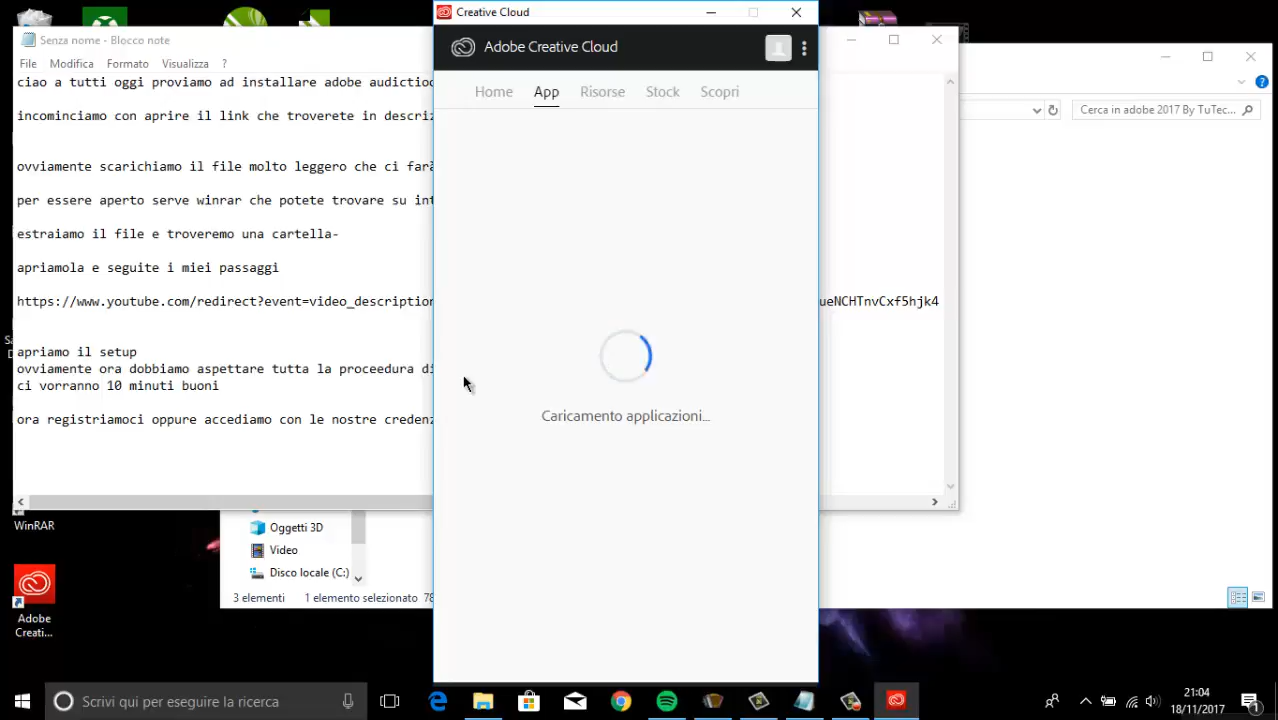 Creative Cloud
Senza nome - Blocco note
Adobe Creative Cloud
File Modifica Formato Visualizza ?
Home App Risorse Stock Scopri
ciao a tutti oggi proviamo ad installare adobe
incominciamo con aprire il link che troverete in
Cerca in adobe 2017 By TuTec...
ovviamente scarichiamo il file molto leggero che ci farà
per essere aperto serve winrar che potete trovare su
estraiamo il file e troveremo una cartella-
apriamola e seguite i miei passaggi
https://www.youtube.com/redirect?event=video_description
ueNCHTnvCxf5hjk4
apriamo il setup
ovviamente ora dobbiamo aspettare tutta la proceedura
ci vorranno 10 minuti buoni
ora registriamoci oppure accediamo con le nostre
Caricamento applicazioni...
WinRAR
Oggetti 3D
Video
Disco locale (C:)
3 elementi 1 elemento selezionato 78
Adobe
Creati...
Scrivi qui per eseguire la ricerca
21:04
18/11/2017
1